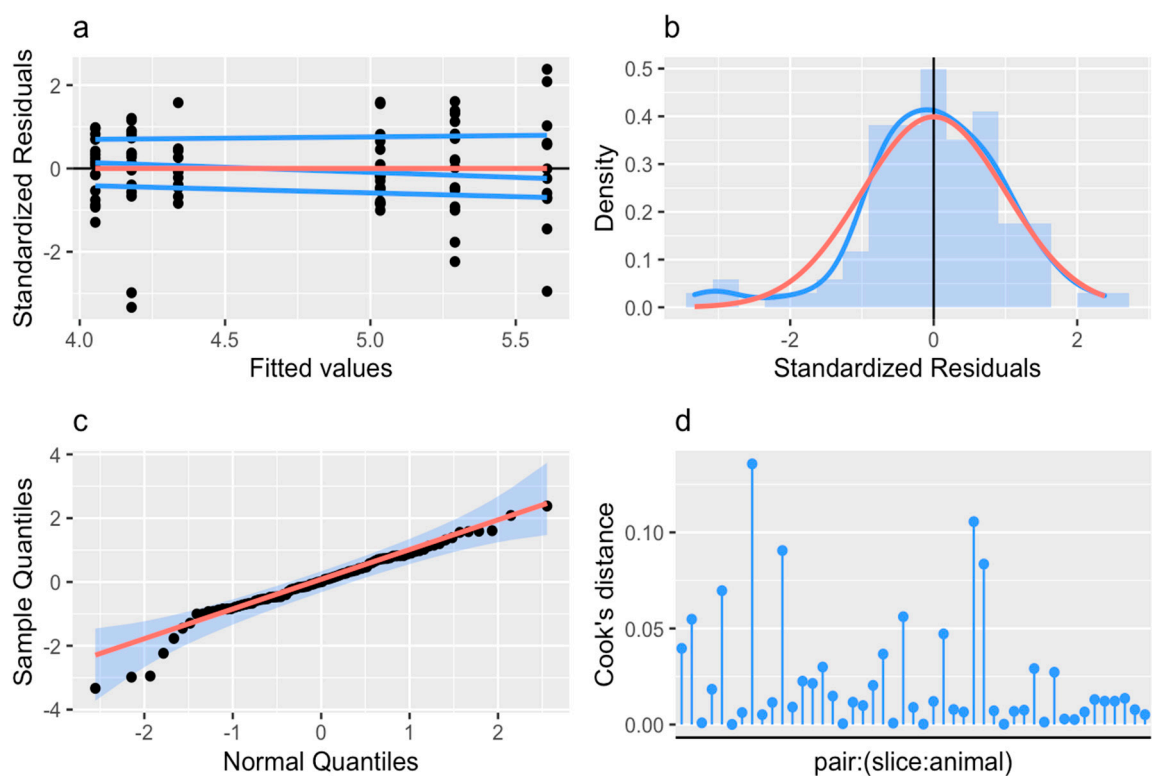 a
Standardized Residuals
2
0
-2
4.0 4.5 5.0 5.5
Fitted values
b
Density
0.5
0.4
0.3
0.2
0.1
0.0
-2 0 2
Standardized Residuals
c
Sample Quantiles
4
2
0
-2
-4
-2 -1 0 1 2
Normal Quantiles
d
Cook's distance
0.10
0.05
0.00
pair:(slice:animal)